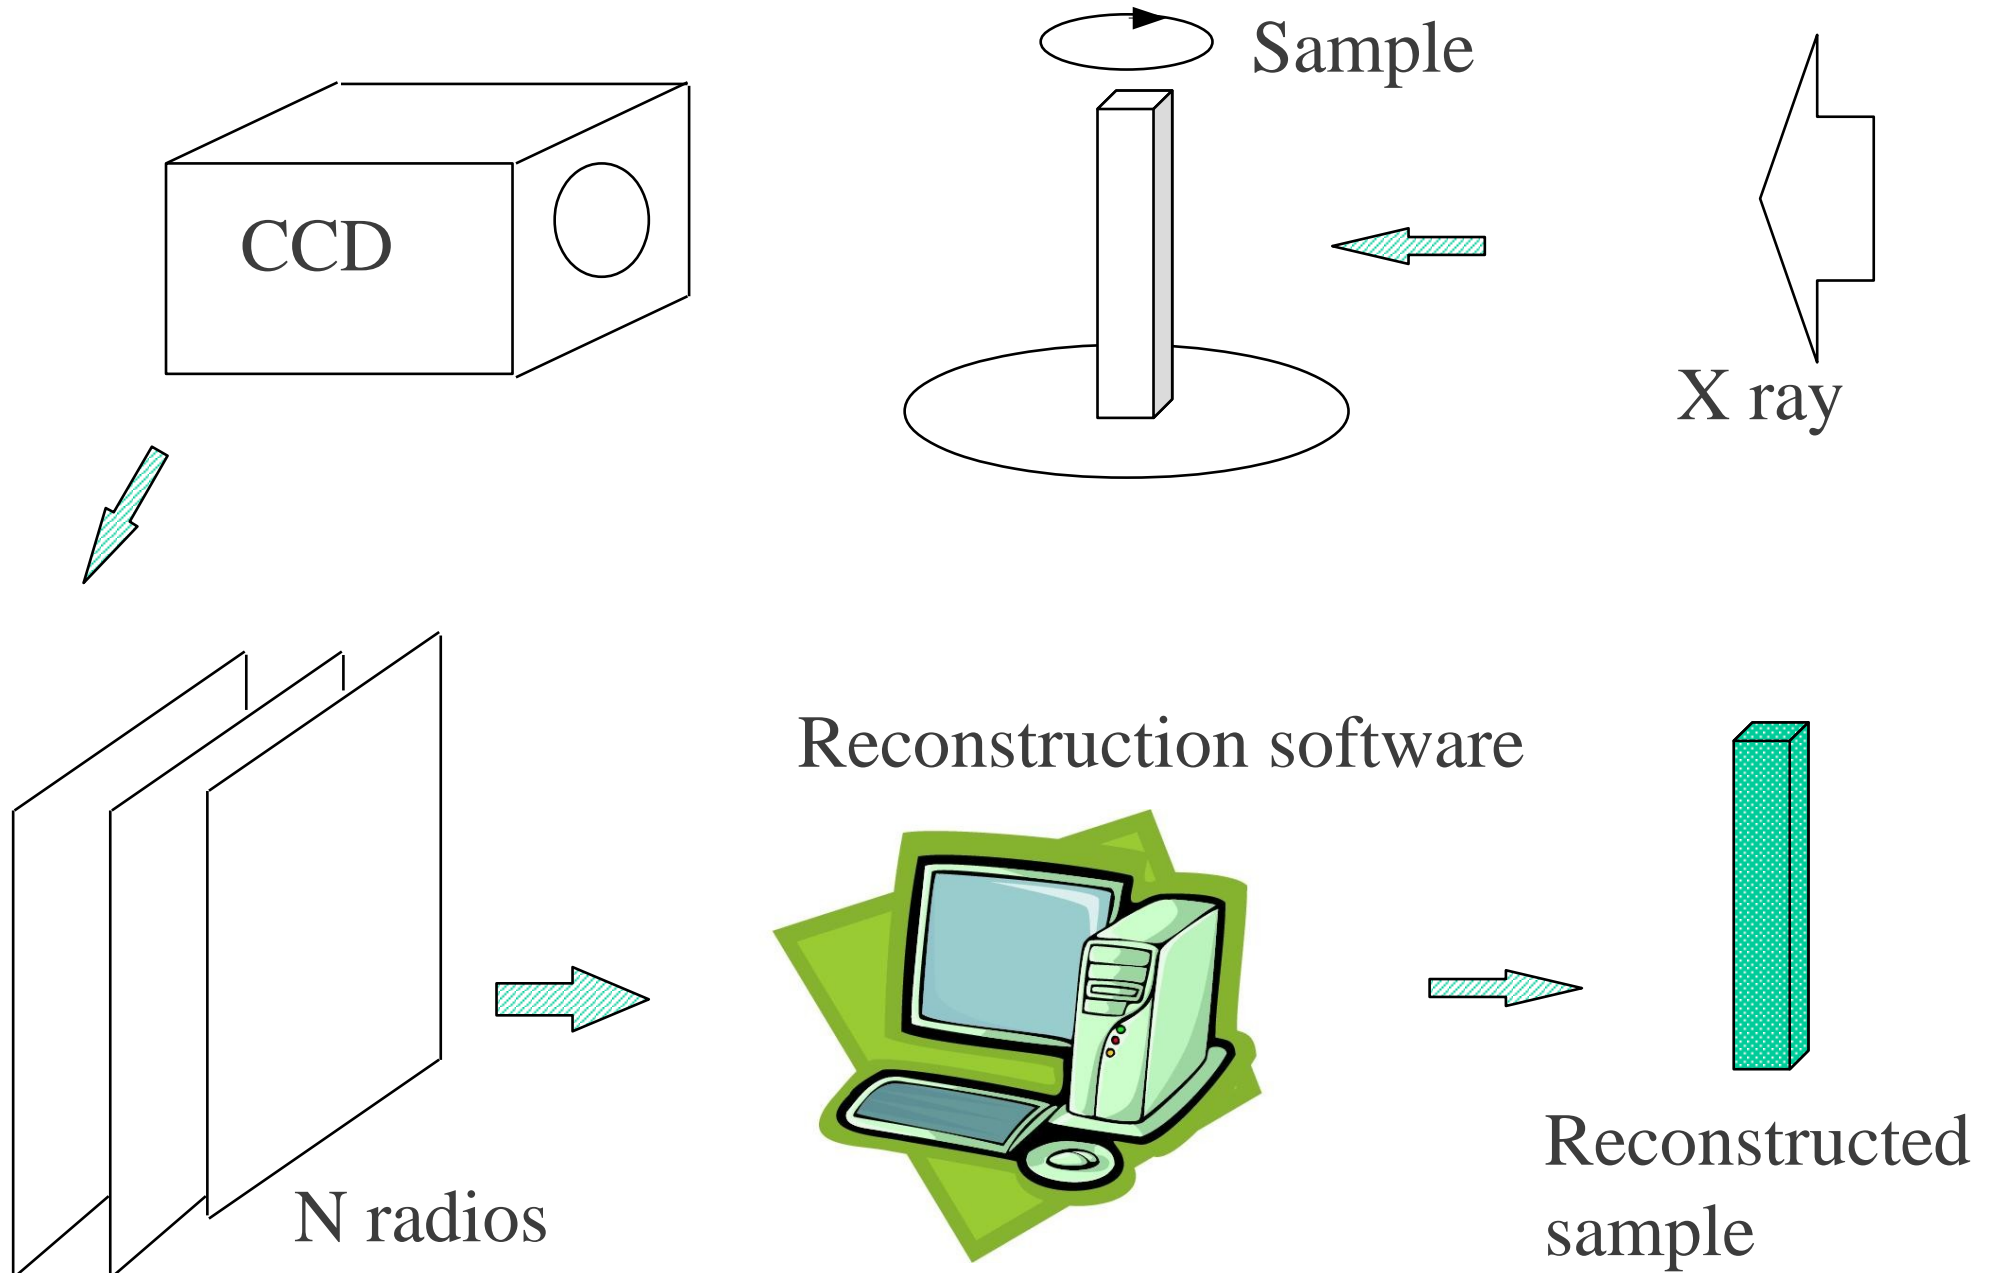 Sample
CCD
X ray
Reconstruction software
N radios
Reconstructed
sample